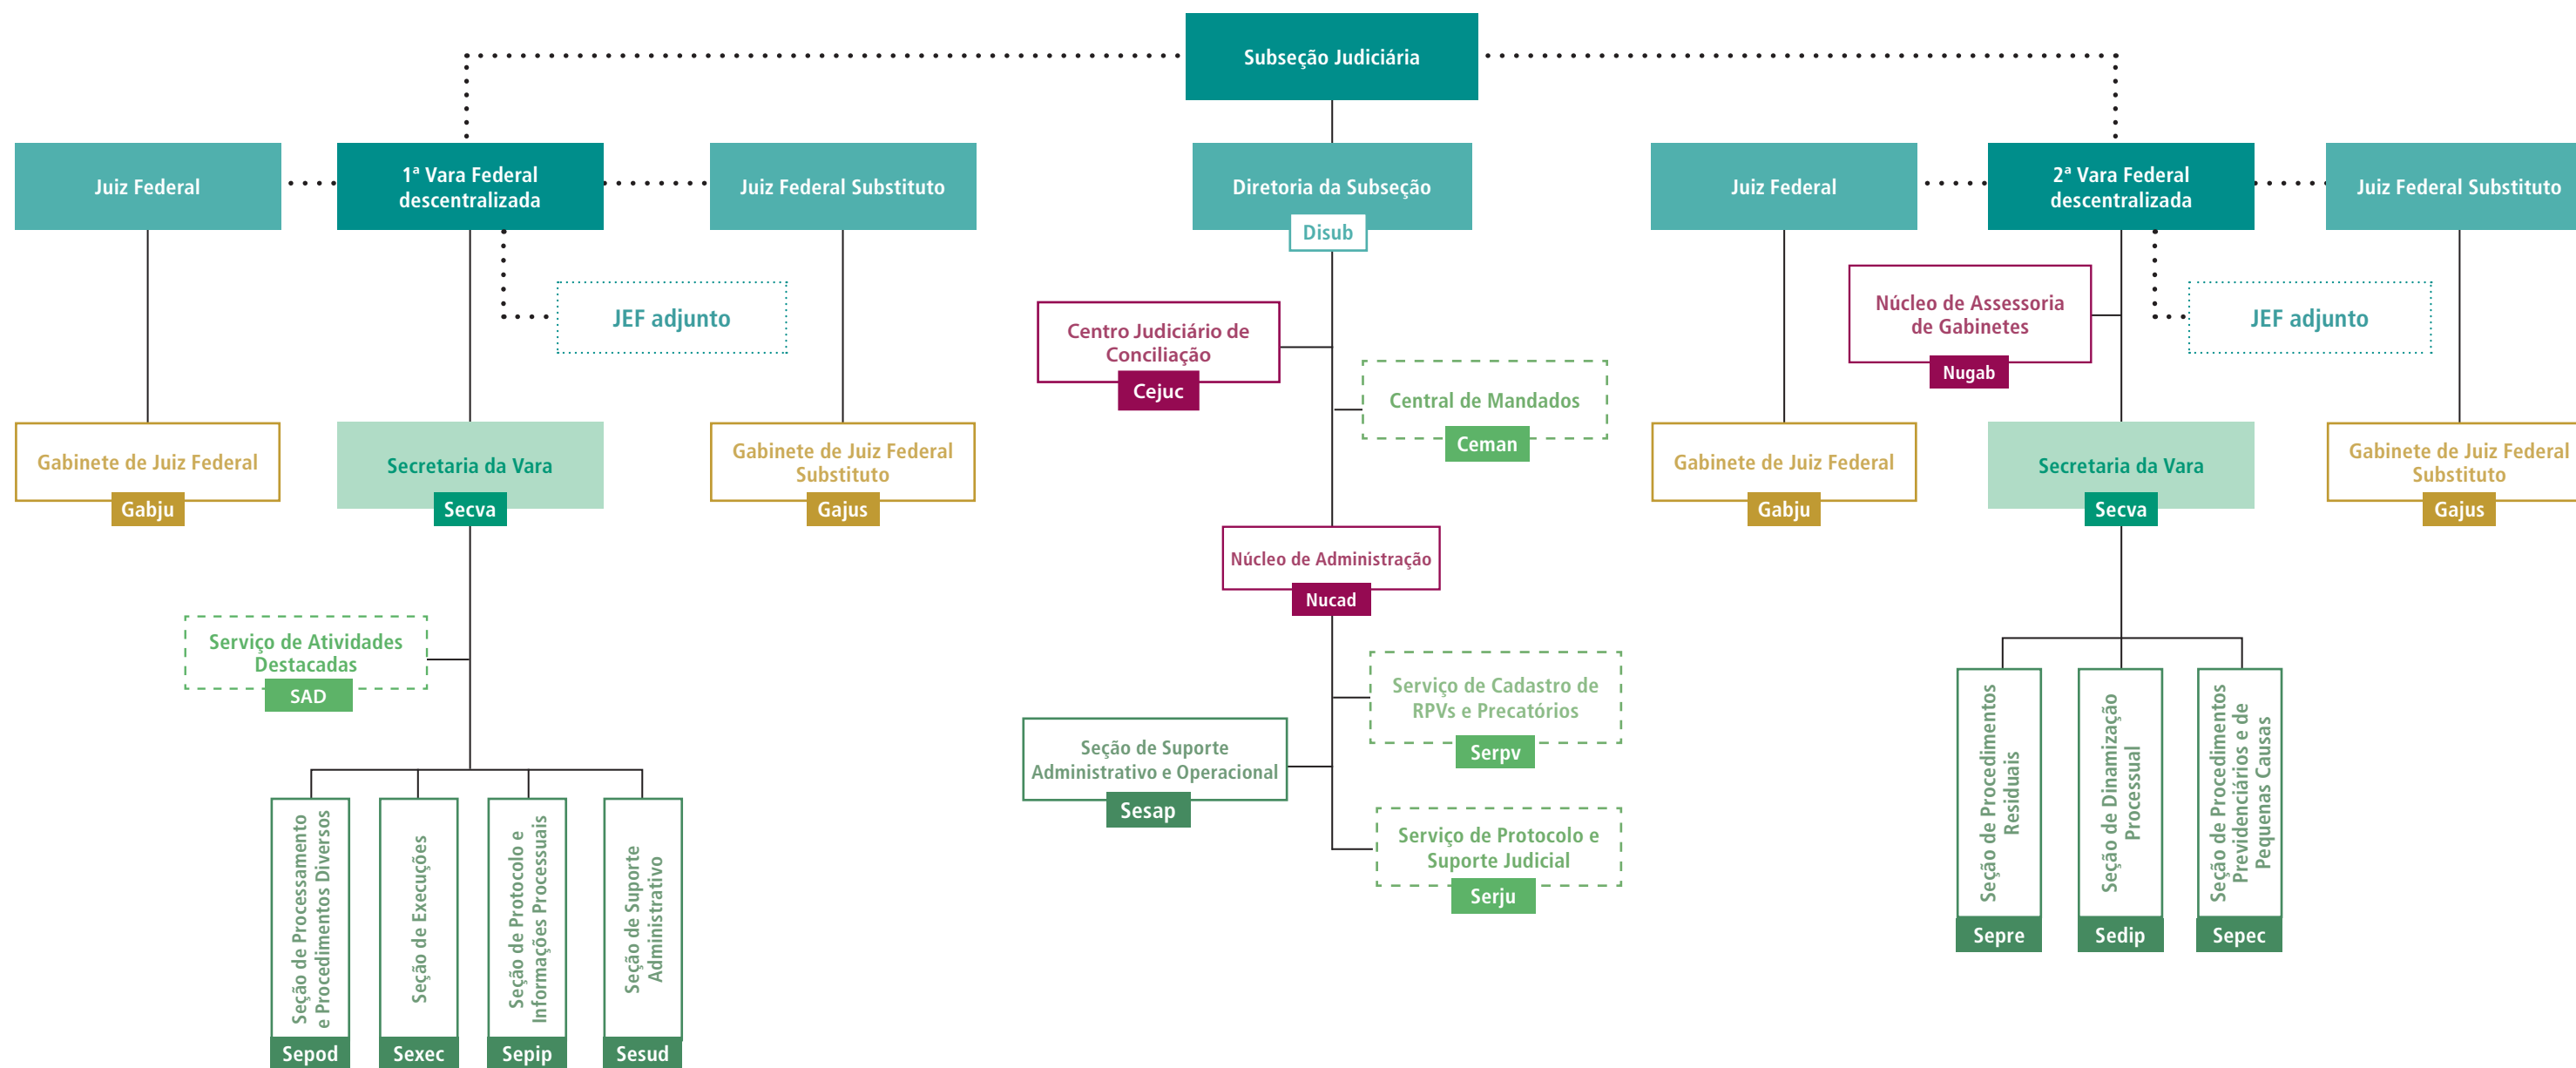 Subseção Judiciária
Juiz Federal
1ª Vara Federal
descentralizada
Juiz Federal Substituto
Diretoria da Subseção
Disub
Juiz Federal
2ª Vara Federal
descentralizada
Juiz Federal Substituto
JEF adjunto
Centro Judiciário de
Conciliação
Cejuc
Central de Mandados
Ceman
Núcleo de Assessoria
de Gabinetes
Nugab
JEF adjunto
Gabinete de Juiz Federal
Gabju
Secretaria da Vara
Secva
Gabinete de Juiz Federal
Substituto
Gajus
Gabinete de Juiz Federal
Gabju
Secretaria da Vara
Secva
Gabinete de Juiz Federal
Substituto
Gajus
Núcleo de Administração
Nucad
Serviço de Atividades
Destacadas
SAD
Serviço de Cadastro de
RPVs e Precatórios
Serpv
Seção de Suporte
Administrativo e Operacional
Sesap
Serviço de Protocolo e
Suporte Judicial
Serju
Seção de Processamento
e Procedimentos Diversos
Sepod
Seção de Execuções
Sexec
Seção de Protocolo e
Informações Processuais
Sepip
Seção de Suporte
Administrativo
Sesud
Seção de Procedimentos
Residuais
Sepre
Seção de Dinamização
Processual
Sedip
Seção de Procedimentos
Previdenciários e de
Pequenas Causas
Sepec